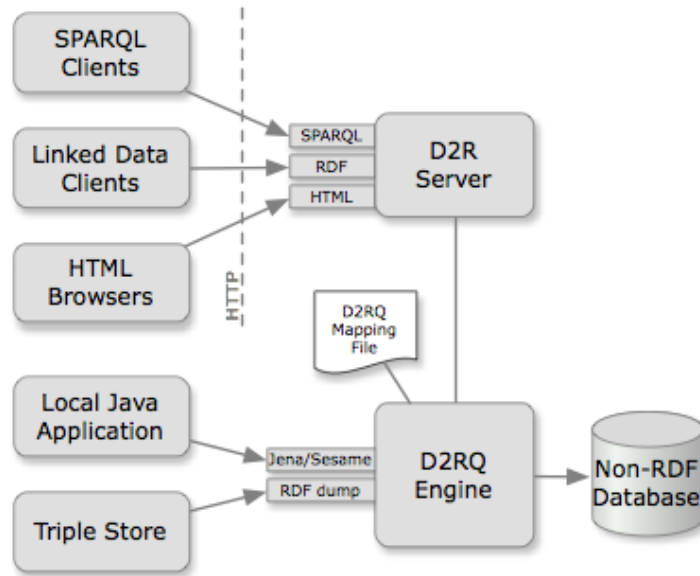 SPARQL
Clients
Linked Data
Clients
HTML
Browsers
HTTP
SPARQL
RDF
HTML
D2R
Server
D2RQ
Mapping
File
Local Java
Application
Triple Store
Jena/Sesame
RDF dump
D2RQ
Engine
Non-RDF
Database